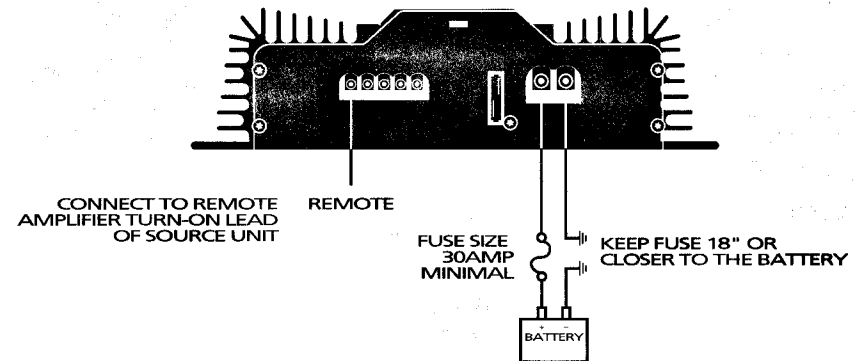 CONNECT TO REMOTE
AMPLIFIER TURN-ON LEAD
OF SOURCE UNIT
REMOTE
FUSE SIZE
30AMP
MINIMAL
KEEP FUSE 18" OR
CLOSER TO THE BATTERY
+ -
BATTERY